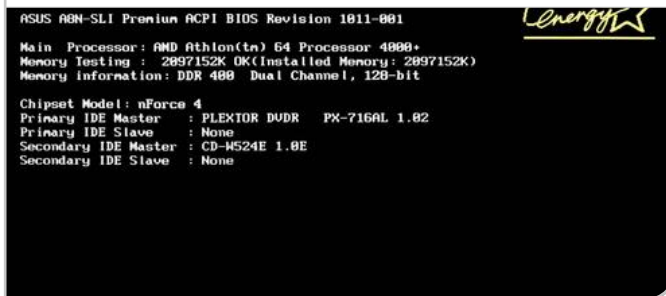 ASUS A8N-SLI Premium ACPI BIOS Revision 1011-001
energy
Main Processor: AMD Athlon(tm) 64 Processor 4000+
Memory Testing : 2097152K OK(Installed Memory: 2097152K)
Memory information: DDR 400 Dual Channel, 128-bit
Chipset Model: nForce 4
Primary IDE Master : PLEXTOR DVDR PX-716AL 1.02
Primary IDE Slave : None
Secondary IDE Master : CD-W524E 1.0E
Secondary IDE Slave : None